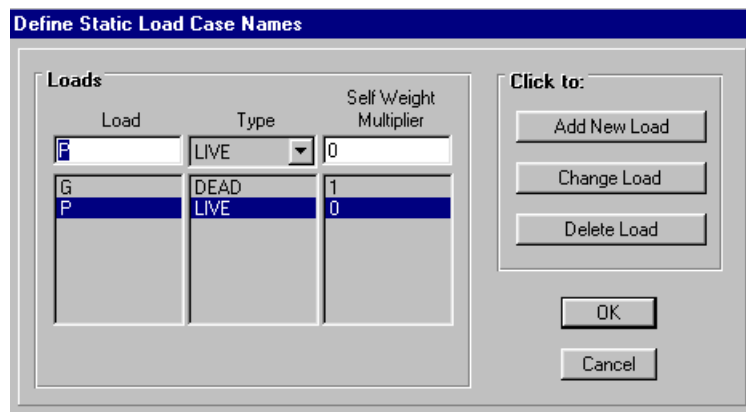 Define Static Load Case Names
Loads
Load Type Self Weight Multiplier
P LIVE 0
G DEAD 1
P LIVE 0
Click to:
Add New Load
Change Load
Delete Load
OK
Cancel